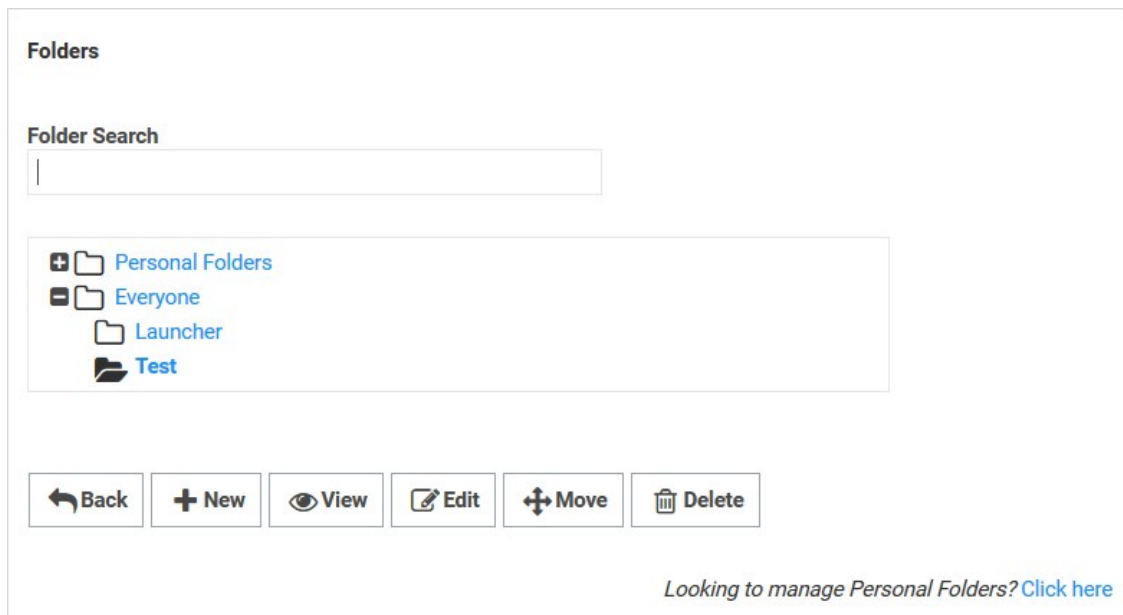 Folders
Folder Search
Personal Folders
Everyone
Launcher
Test
Back New View Edit Move Delete
Looking to manage Personal Folders? Click here